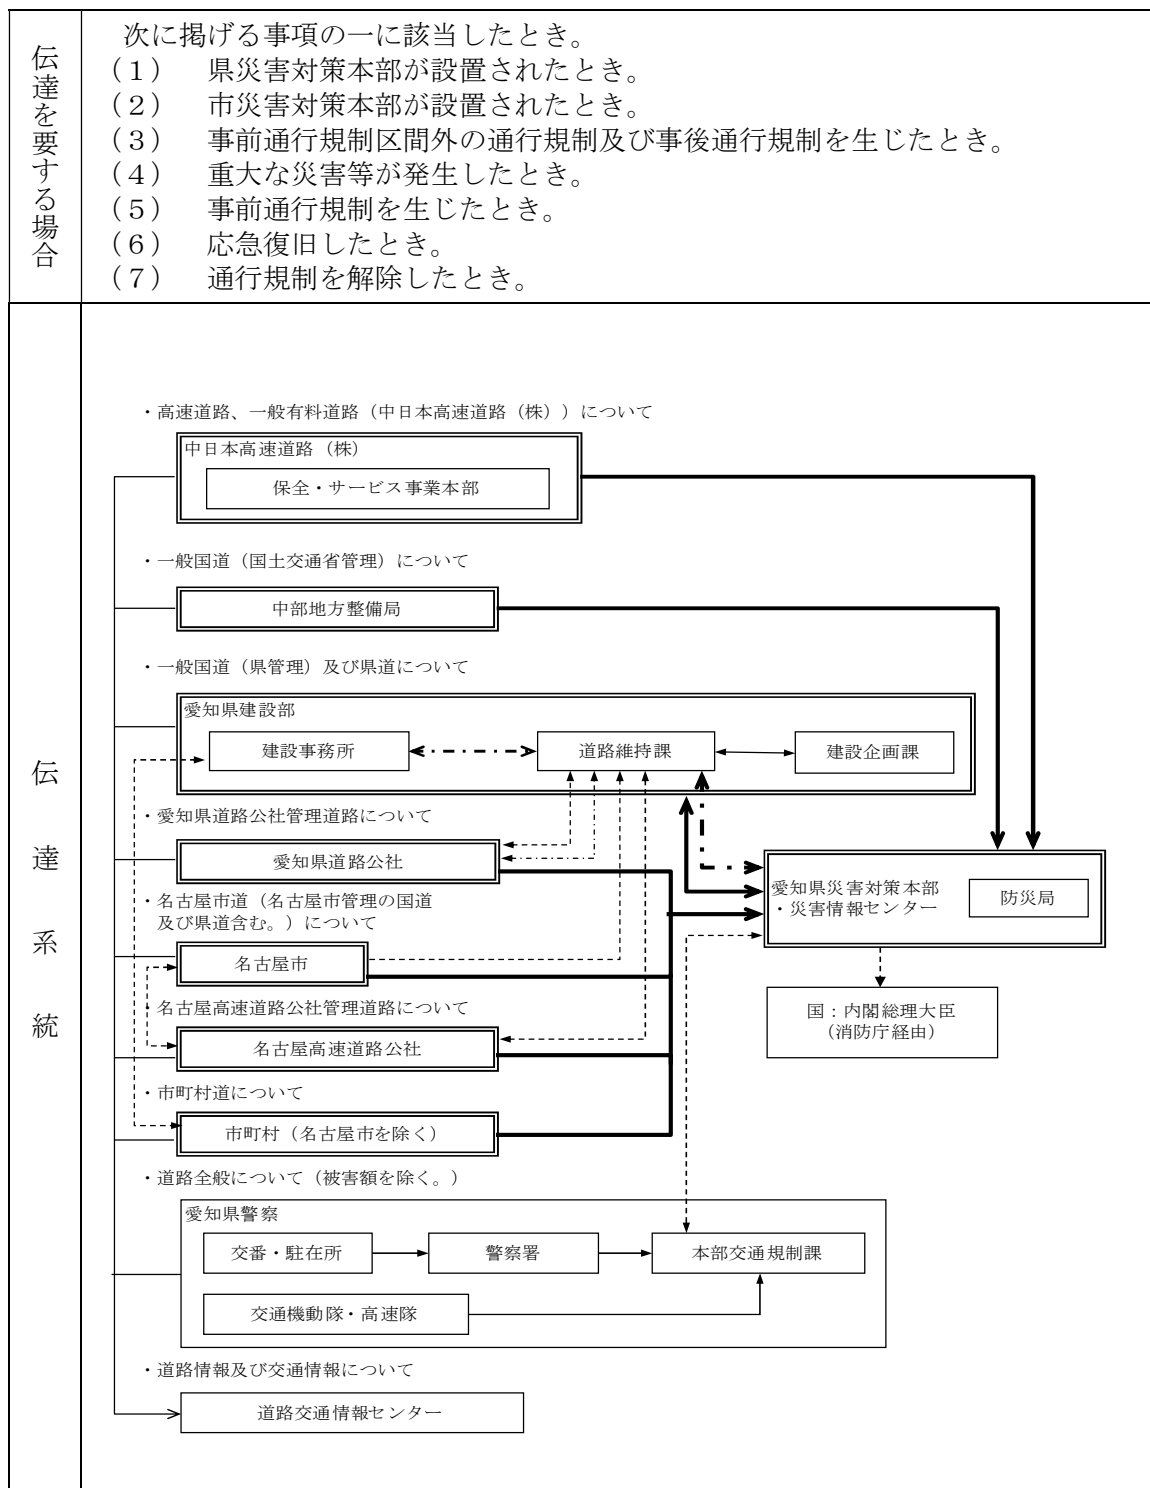 伝達を要する場合
次に掲げる事項の一に該当したとき。
（１）　県災害対策本部が設置されたとき。
（２）　市災害対策本部が設置されたとき。
（３）　事前通行規制区間外の通行規制及び事後通行規制を生じたとき。
（４）　重大な災害等が発生したとき。
（５）　事前通行規制を生じたとき。
（６）　応急復旧したとき。
（７）　通行規制を解除したとき。
伝達系統
・高速道路、一般有料道路（中日本高速道路（株））について
中日本高速道路（株）
保全・サービス事業本部
・一般国道（国土交通省管理）について
中部地方整備局
・一般国道（県管理）及び県道について
愛知県建設部
建設事務所
道路維持課
建設企画課
・愛知県道路公社管理道路について
愛知県道路公社
愛知県災害対策本部
・災害情報センター
防災局
・名古屋市道（名古屋市管理の国道
及び県道含む。）について
名古屋市
・名古屋高速道路公社管理道路について
国：内閣総理大臣
（消防庁経由）
名古屋高速道路公社
・市町村道について
市町村（名古屋市を除く）
・道路全般について（被害額を除く。）
愛知県警察
交番・駐在所
警察署
本部交通規制課
交通機動隊・高速隊
・道路情報及び交通情報について
道路交通情報センター